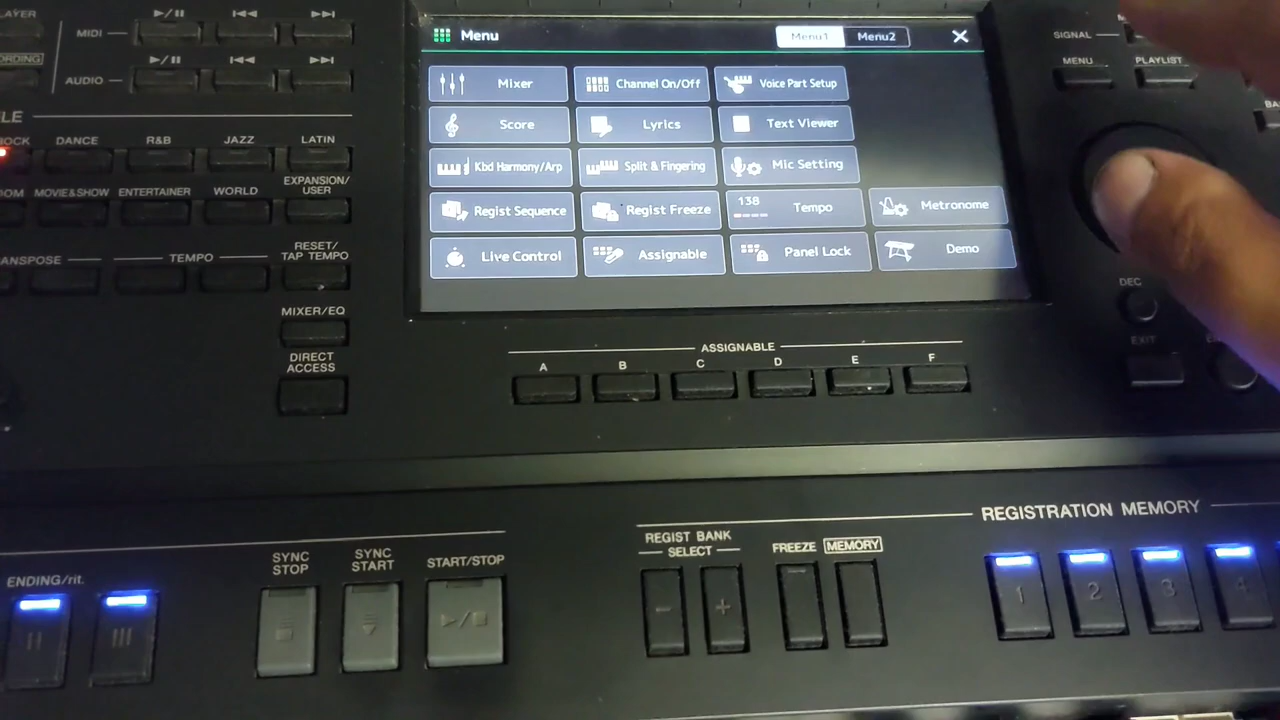 LAYER
MIDI
AUDIO
DANCE
R&B
JAZZ
LATIN
MOVIE&SHOW
ENTERTAINER
WORLD
EXPANSION/
USER
TEMPO
RESET/
TAP TEMPO
MIXER/EQ
DIRECT
ACCESS
Menu
Menu1
Menu2
Mixer
Channel On/Off
Voice Part Setup
Score
Lyrics
Text Viewer
Kbd Harmony/Arp
Split & Fingering
Mic Setting
Regist Sequence
Regist Freeze
138
Tempo
Metronome
Live Control
Assignable
Panel Lock
Demo
SIGNAL
MENU
PLAYLIST
DEC
EXIT
ASSIGNABLE
A
B
C
D
E
F
ENDING/rit.
II
III
SYNC
STOP
SYNC
START
START/STOP
REGIST BANK
SELECT
- +
FREEZE
MEMORY
REGISTRATION MEMORY
1
2
3
4